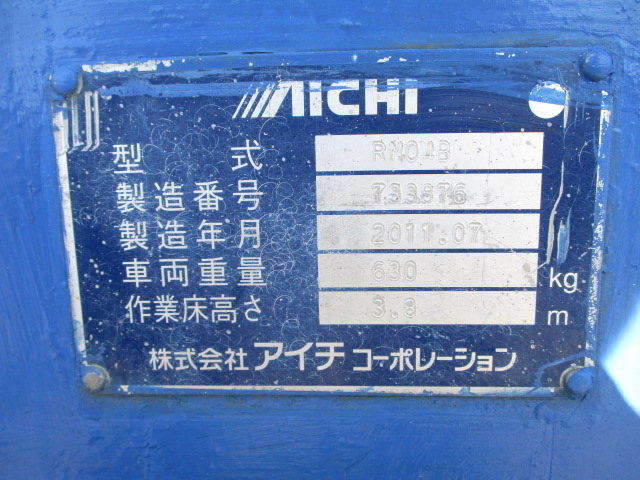 AICHI
型式 RM04B
製造番号 733676
製造年月 2011.07
車両重量 630 kg
作業床高さ 3.8 m
株式会社 アイチ コーポレーション